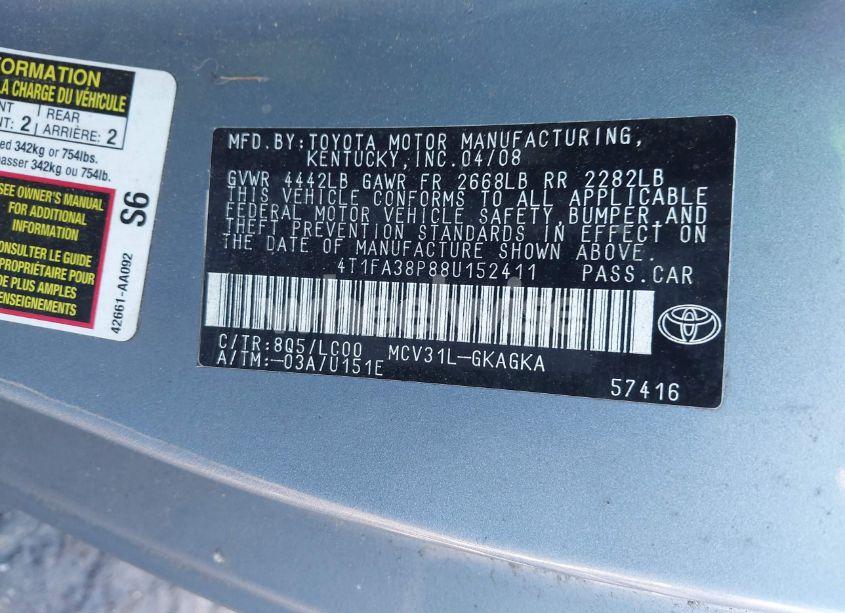 FORMATION
LA CHARGE DU VÉHICULE
NT 2 REAR
NT: 2 ARRIÈRE: 2
ed 342kg or 754lbs.
passer 342kg ou 754lb.
SEE OWNER'S MANUAL
FOR ADDITIONAL
INFORMATION
CONSULTER LE GUIDE
PROPRIÉTAIRE POUR
DE PLUS AMPLES
RENSEIGNEMENTS
S6
42661-AA092
MFD.BY:TOYOTA MOTOR MANUFACTURING,
KENTUCKY,INC.04/08
GVWR 4442LB GAWR FR 2668LB RR 2282LB
THIS VEHICLE CONFORMS TO ALL APPLICABLE
FEDERAL MOTOR VEHICLE SAFETY,BUMPER,AND
THEFT PREVENTION STANDARDS IN EFFECT ON
THE DATE OF MANUFACTURE SHOWN ABOVE.
4T1FA38P88U152411 PASS.CAR
wheelwise
C/TR:8Q5/LC00 MCV31L-GKAGKA
A/TM:-03A/U151E
57416